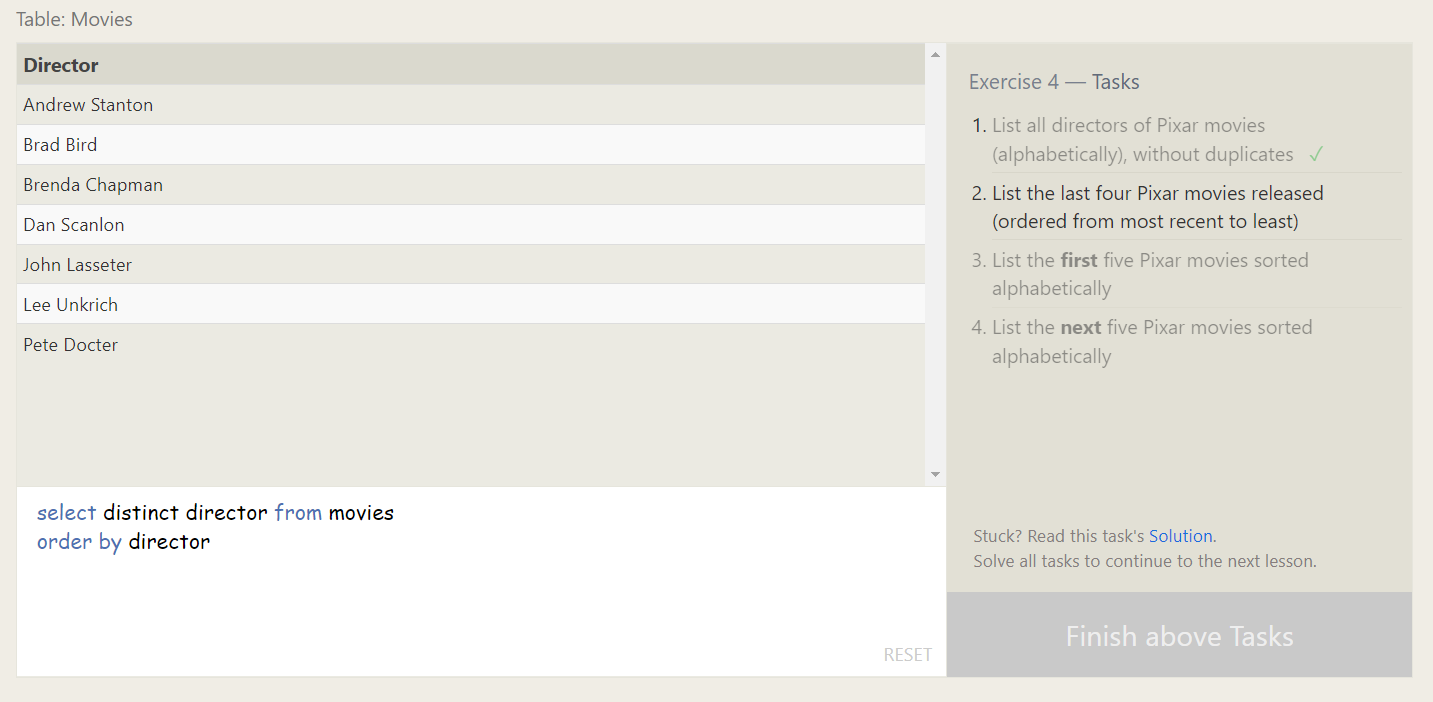 Table: Movies
Director
Andrew Stanton
Brad Bird
Brenda Chapman
Dan Scanlon
John Lasseter
Lee Unkrich
Pete Docter
select distinct director from movies
order by director
RESET
Exercise 4 — Tasks
1. List all directors of Pixar movies
(alphabetically), without duplicates ✓
2. List the last four Pixar movies released
(ordered from most recent to least)
3. List the first five Pixar movies sorted
alphabetically
4. List the next five Pixar movies sorted
alphabetically
Stuck? Read this task's Solution.
Solve all tasks to continue to the next lesson.
Finish above Tasks